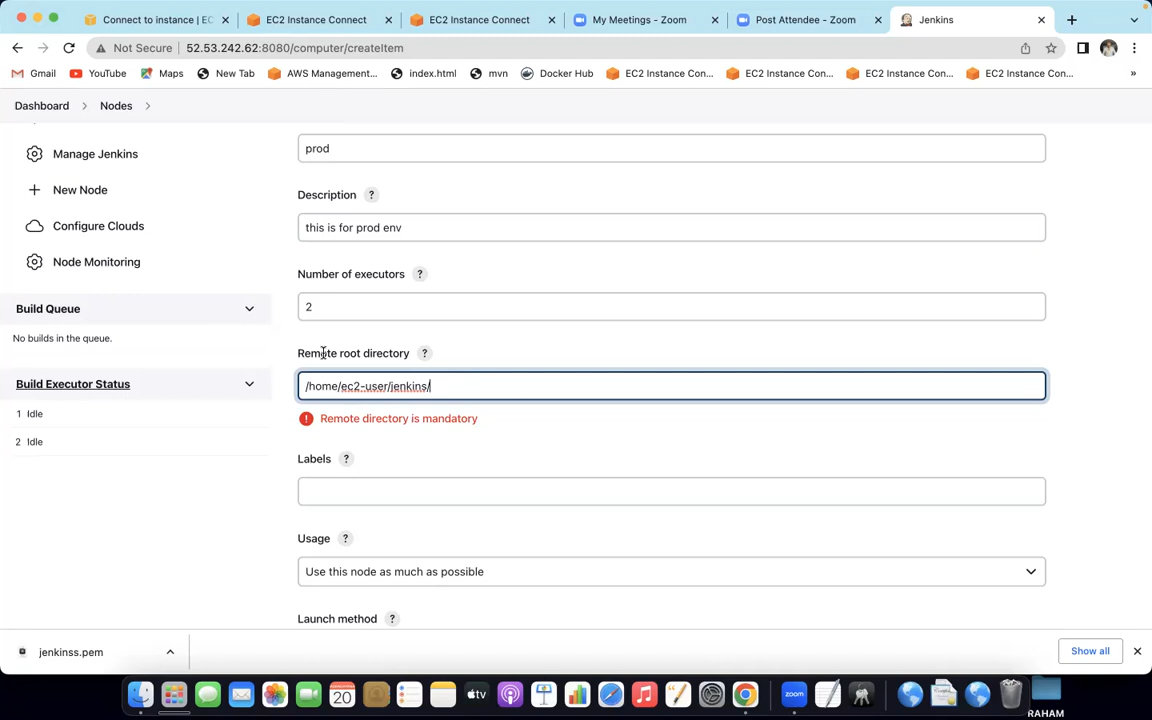 Connect to instance | EC
EC2 Instance Connect
EC2 Instance Connect
My Meetings - Zoom
Post Attendee - Zoom
Jenkins
Not Secure
52.53.242.62:8080/computer/createItem
Gmail
YouTube
Maps
New Tab
AWS Management...
index.html
mvn
Docker Hub
EC2 Instance Con...
EC2 Instance Con...
EC2 Instance Con...
EC2 Instance Con...
»
Dashboard
Nodes
Manage Jenkins
New Node
Configure Clouds
Node Monitoring
Build Queue
No builds in the queue.
Build Executor Status
1 Idle
2 Idle
prod
Description ?
this is for prod env
Number of executors ?
2
Remote root directory ?
/home/ec2-user/jenkins/
! Remote directory is mandatory
Labels ?
Usage ?
Use this node as much as possible
Launch method ?
jenkinss.pem
Show all
20
tv
zoom
RAHAM